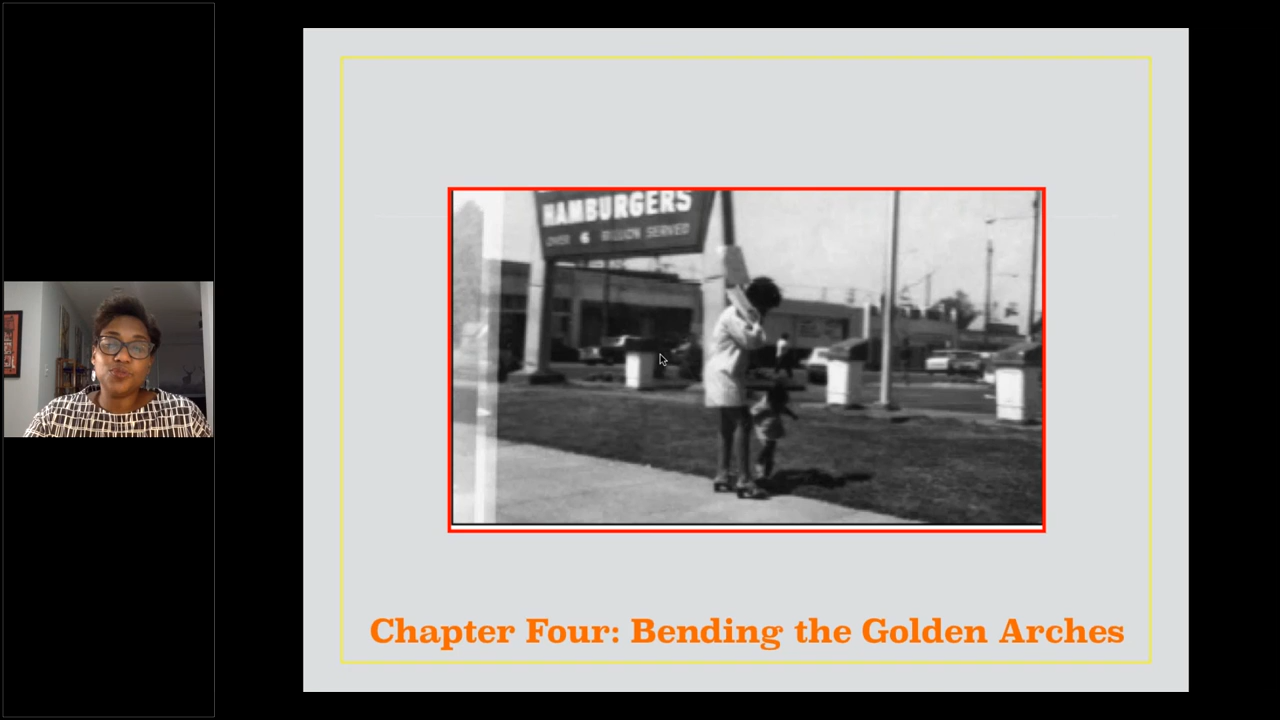 HAMBURGERS
OVER 6 BILLION SERVED
Chapter Four: Bending the Golden Arches